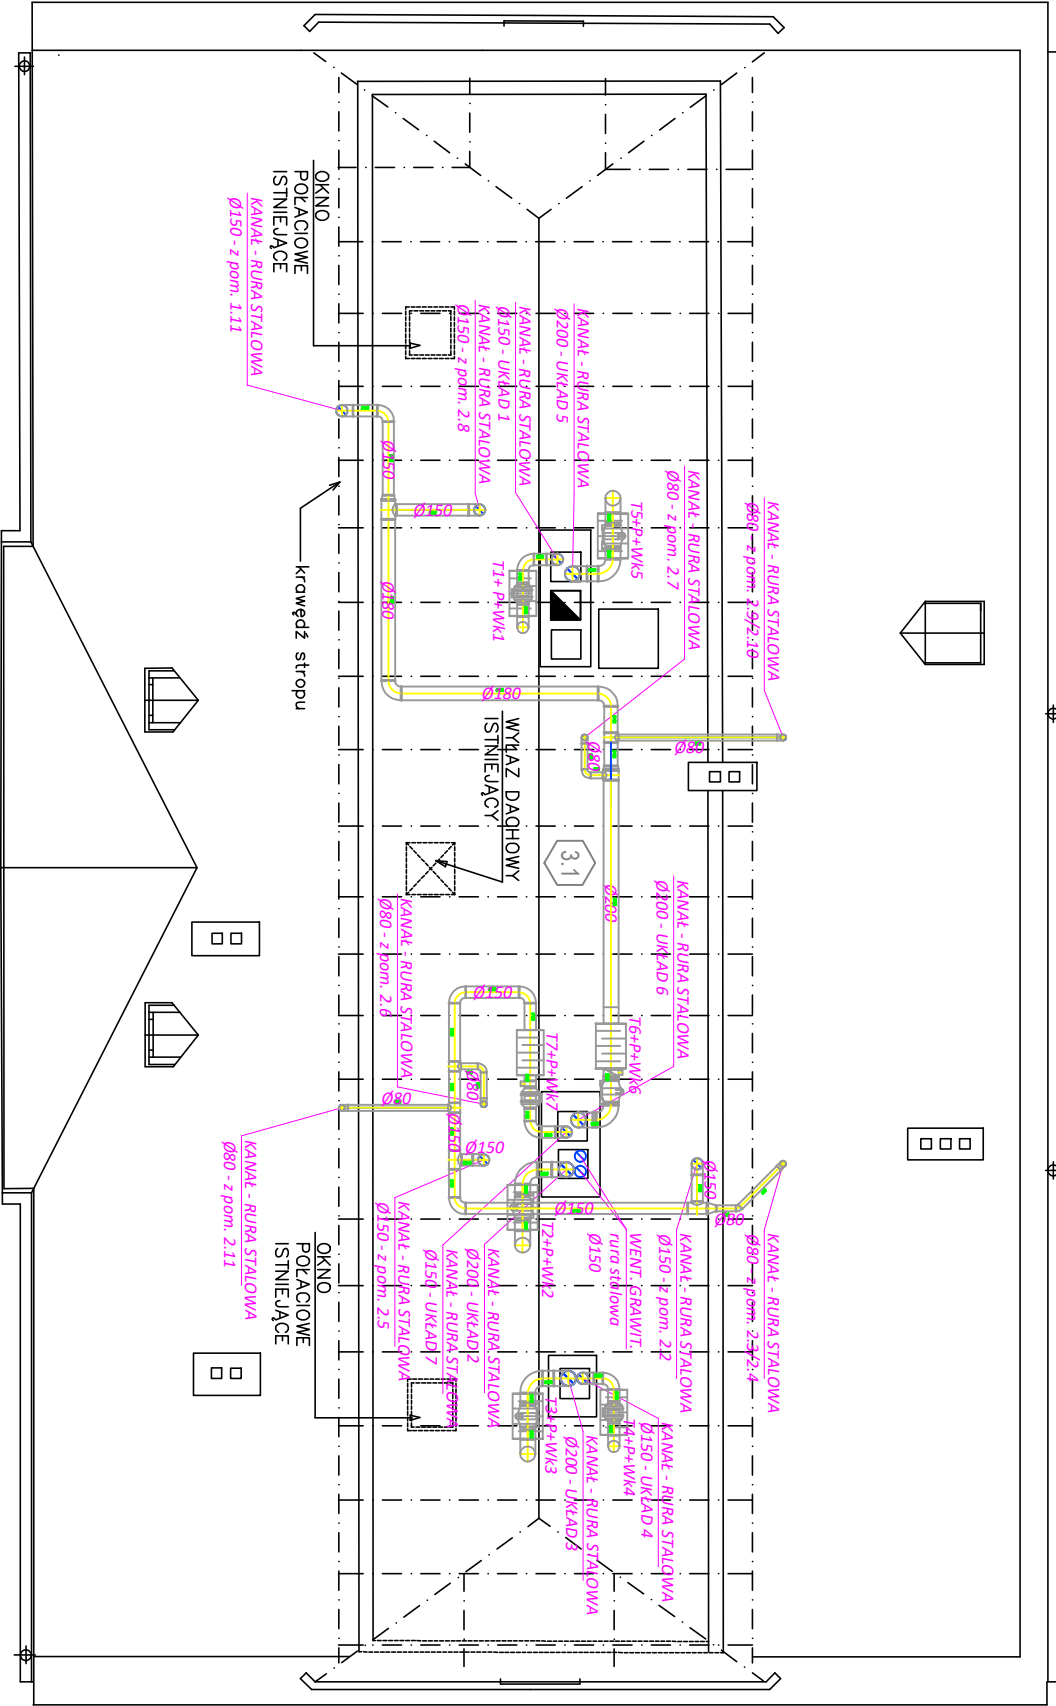 OKNO
POŁACIOWE
ISTNIEJĄCE
KANAŁ - RURA STALOWA
Ø150 - z pom. 1.11
krawędź stropu
KANAŁ - RURA STALOWA
Ø200 - UKŁAD 5
KANAŁ - RURA STALOWA
Ø150 - UKŁAD 1
KANAŁ - RURA STALOWA
Ø150 - z pom. 2.8
KANAŁ - RURA STALOWA
Ø80 - z pom. 2.9/2.10
KANAŁ - RURA STALOWA
Ø80 - z pom. 2.7
T5+P+Wk5
T1+ P+Wk1
Ø150
Ø150
Ø180
Ø180
Ø80
Ø80
WYŁAZ DACHOWY
ISTNIEJĄCY
3.1
Ø200
KANAŁ - RURA STALOWA
Ø200 - UKŁAD 6
KANAŁ - RURA STALOWA
Ø80 - z pom. 2.6
T6+P+Wk6
T7+P+Wk7
Ø150
Ø80
Ø80
Ø150
Ø150
Ø150
Ø150
Ø80
KANAŁ - RURA STALOWA
Ø80 - z pom. 2.11
OKNO
POŁACIOWE
ISTNIEJĄCE
KANAŁ - RURA STALOWA
Ø150 - z pom. 2.5
KANAŁ - RURA STALOWA
Ø150 - UKŁAD 7
KANAŁ - RURA STALOWA
Ø200 - UKŁAD 2
T2+P+Wk2
WENT. GRAWIT.
rura stalowa
Ø150
KANAŁ - RURA STALOWA
Ø150 - z pom. 2.2
KANAŁ - RURA STALOWA
Ø80 - z pom. 2.3/2.4
T3+P+Wk3
T4+P+Wk4
KANAŁ - RURA STALOWA
Ø150 - UKŁAD 4
KANAŁ - RURA STALOWA
Ø200 - UKŁAD 3